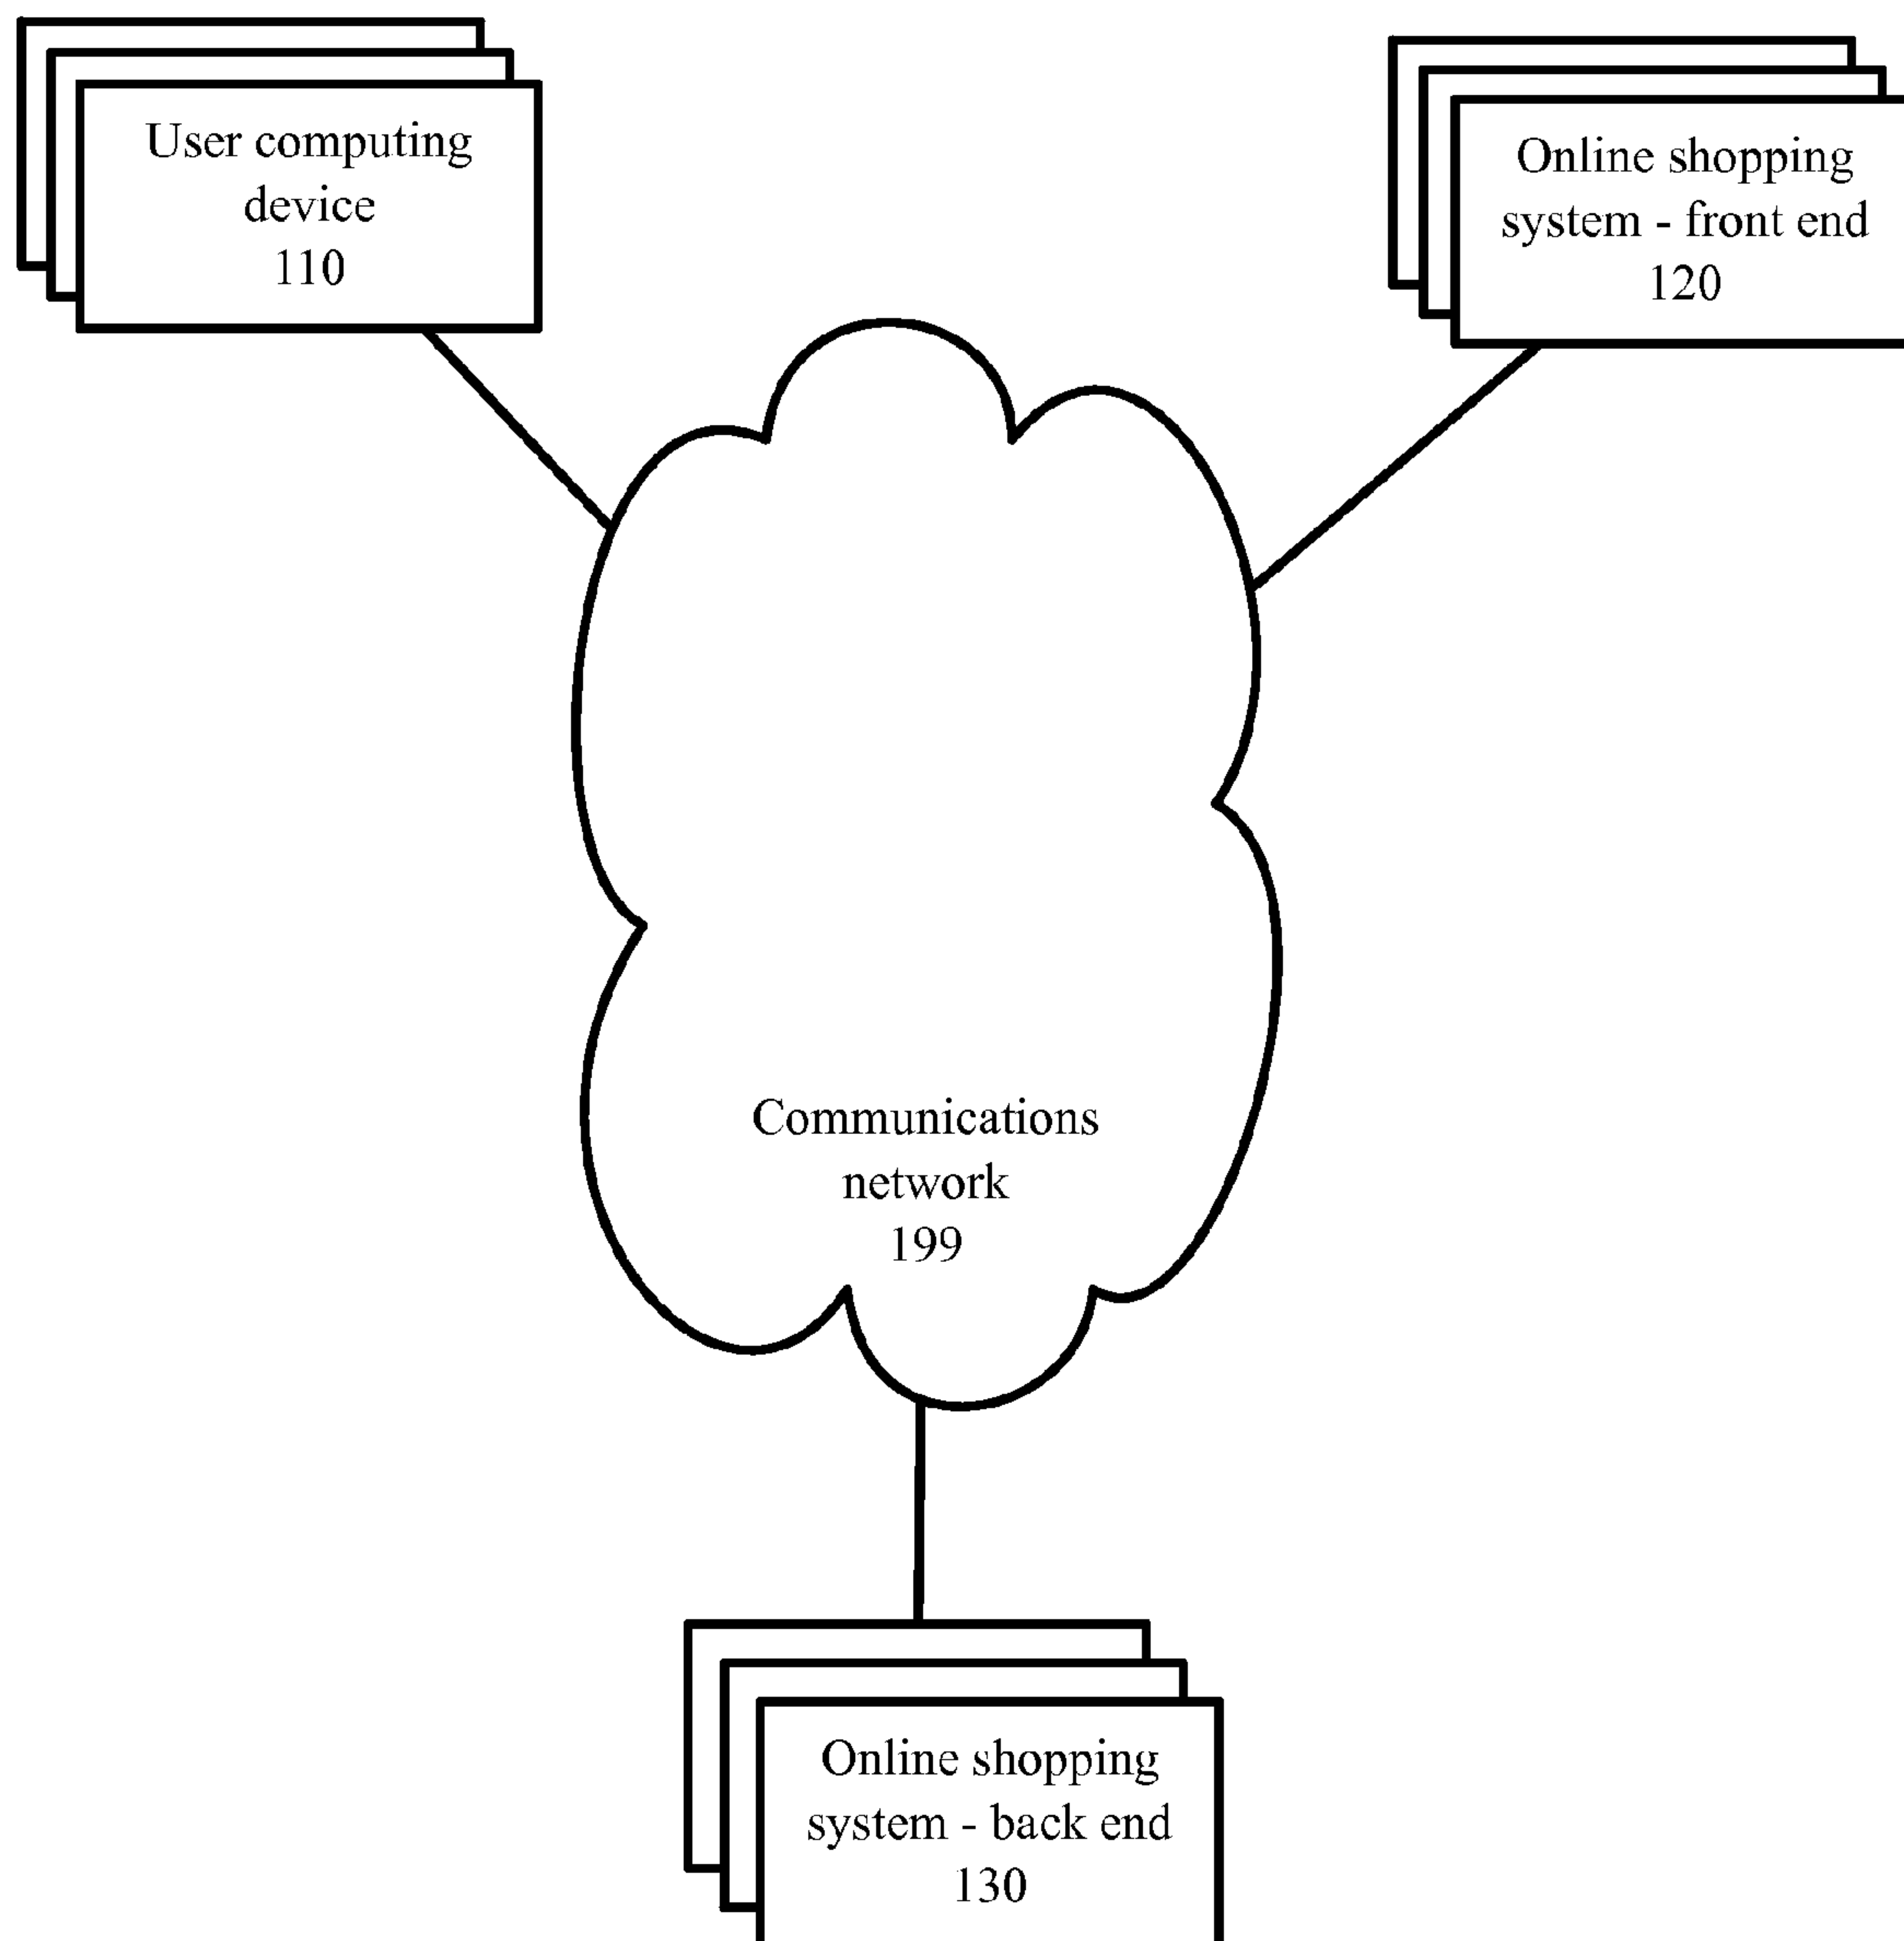 User computing
device
110
Online shopping
system - front end
120
Communications
network
199
Online shopping
system - back end
130